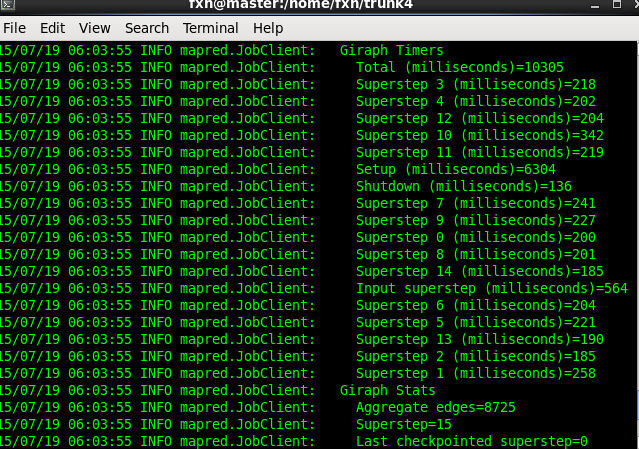 fxh@master:/home/fxh/trunk4
File Edit View Search Terminal Help
15/07/19 06:03:55 INFO mapred.JobClient:   Giraph Timers
15/07/19 06:03:55 INFO mapred.JobClient:     Total (milliseconds)=10305
15/07/19 06:03:55 INFO mapred.JobClient:     Superstep 3 (milliseconds)=218
15/07/19 06:03:55 INFO mapred.JobClient:     Superstep 4 (milliseconds)=202
15/07/19 06:03:55 INFO mapred.JobClient:     Superstep 12 (milliseconds)=204
15/07/19 06:03:55 INFO mapred.JobClient:     Superstep 10 (milliseconds)=342
15/07/19 06:03:55 INFO mapred.JobClient:     Superstep 11 (milliseconds)=219
15/07/19 06:03:55 INFO mapred.JobClient:     Setup (milliseconds)=6304
15/07/19 06:03:55 INFO mapred.JobClient:     Shutdown (milliseconds)=136
15/07/19 06:03:55 INFO mapred.JobClient:     Superstep 7 (milliseconds)=241
15/07/19 06:03:55 INFO mapred.JobClient:     Superstep 9 (milliseconds)=227
15/07/19 06:03:55 INFO mapred.JobClient:     Superstep 0 (milliseconds)=200
15/07/19 06:03:55 INFO mapred.JobClient:     Superstep 8 (milliseconds)=201
15/07/19 06:03:55 INFO mapred.JobClient:     Superstep 14 (milliseconds)=185
15/07/19 06:03:55 INFO mapred.JobClient:     Input superstep (milliseconds)=564
15/07/19 06:03:55 INFO mapred.JobClient:     Superstep 6 (milliseconds)=204
15/07/19 06:03:55 INFO mapred.JobClient:     Superstep 5 (milliseconds)=221
15/07/19 06:03:55 INFO mapred.JobClient:     Superstep 13 (milliseconds)=190
15/07/19 06:03:55 INFO mapred.JobClient:     Superstep 2 (milliseconds)=185
15/07/19 06:03:55 INFO mapred.JobClient:     Superstep 1 (milliseconds)=258
15/07/19 06:03:55 INFO mapred.JobClient:   Giraph Stats
15/07/19 06:03:55 INFO mapred.JobClient:     Aggregate edges=8725
15/07/19 06:03:55 INFO mapred.JobClient:     Superstep=15
15/07/19 06:03:55 INFO mapred.JobClient:     Last checkpointed superstep=0